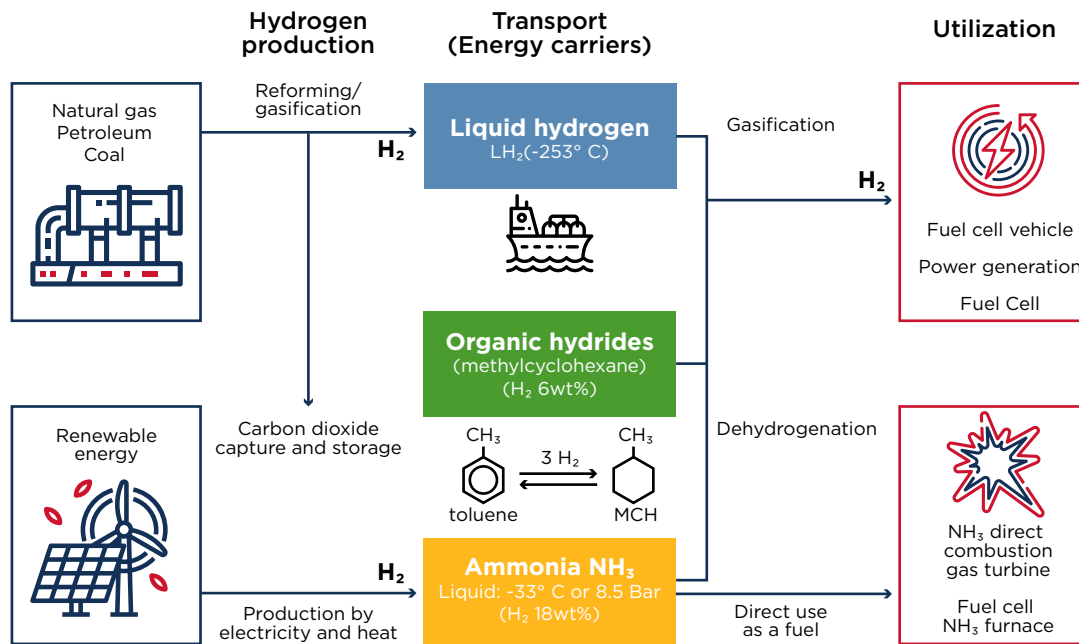 Hydrogen
production
Transport
(Energy carriers)
Utilization
Natural gas
Petroleum
Coal
Reforming/
gasification
H₂
Liquid hydrogen
LH₂(-253° C)
Gasification
H₂
Fuel cell vehicle
Power generation
Fuel Cell
Organic hydrides
(methylcyclohexane)
(H₂ 6wt%)
Renewable
energy
Carbon dioxide
capture and storage
CH₃
3 H₂
CH₃
toluene
MCH
Dehydrogenation
H₂
Production by
electricity and heat
Ammonia NH₃
Liquid: -33° C or 8.5 Bar
(H₂ 18wt%)
Direct use
as a fuel
NH₃ direct
combustion
gas turbine
Fuel cell
NH₃ furnace